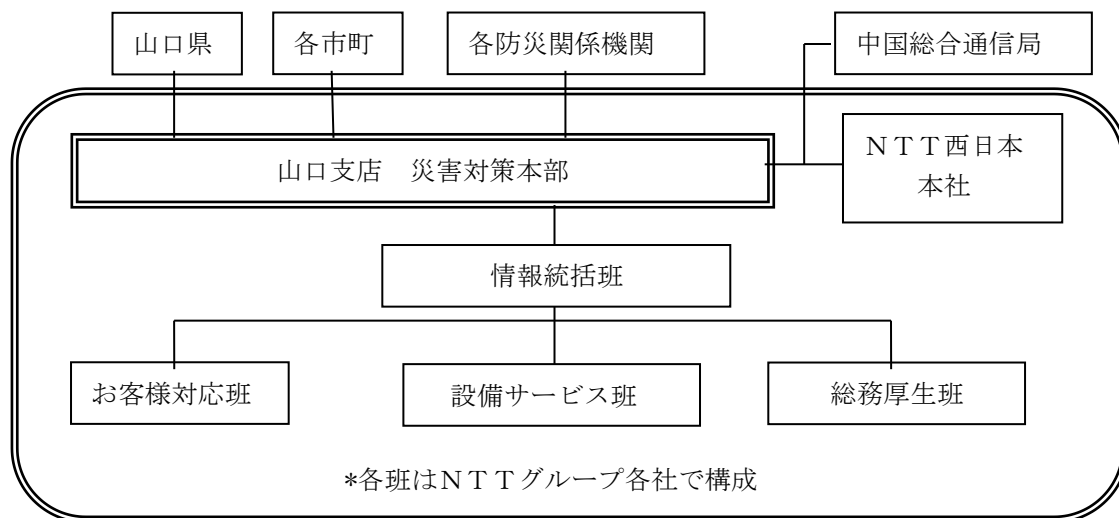 山口県
各市町
各防災関係機関
中国総合通信局
山口支店　災害対策本部
ＮＴＴ西日本
本社
情報統括班
お客様対応班
設備サービス班
総務厚生班
*各班はＮＴＴグループ各社で構成